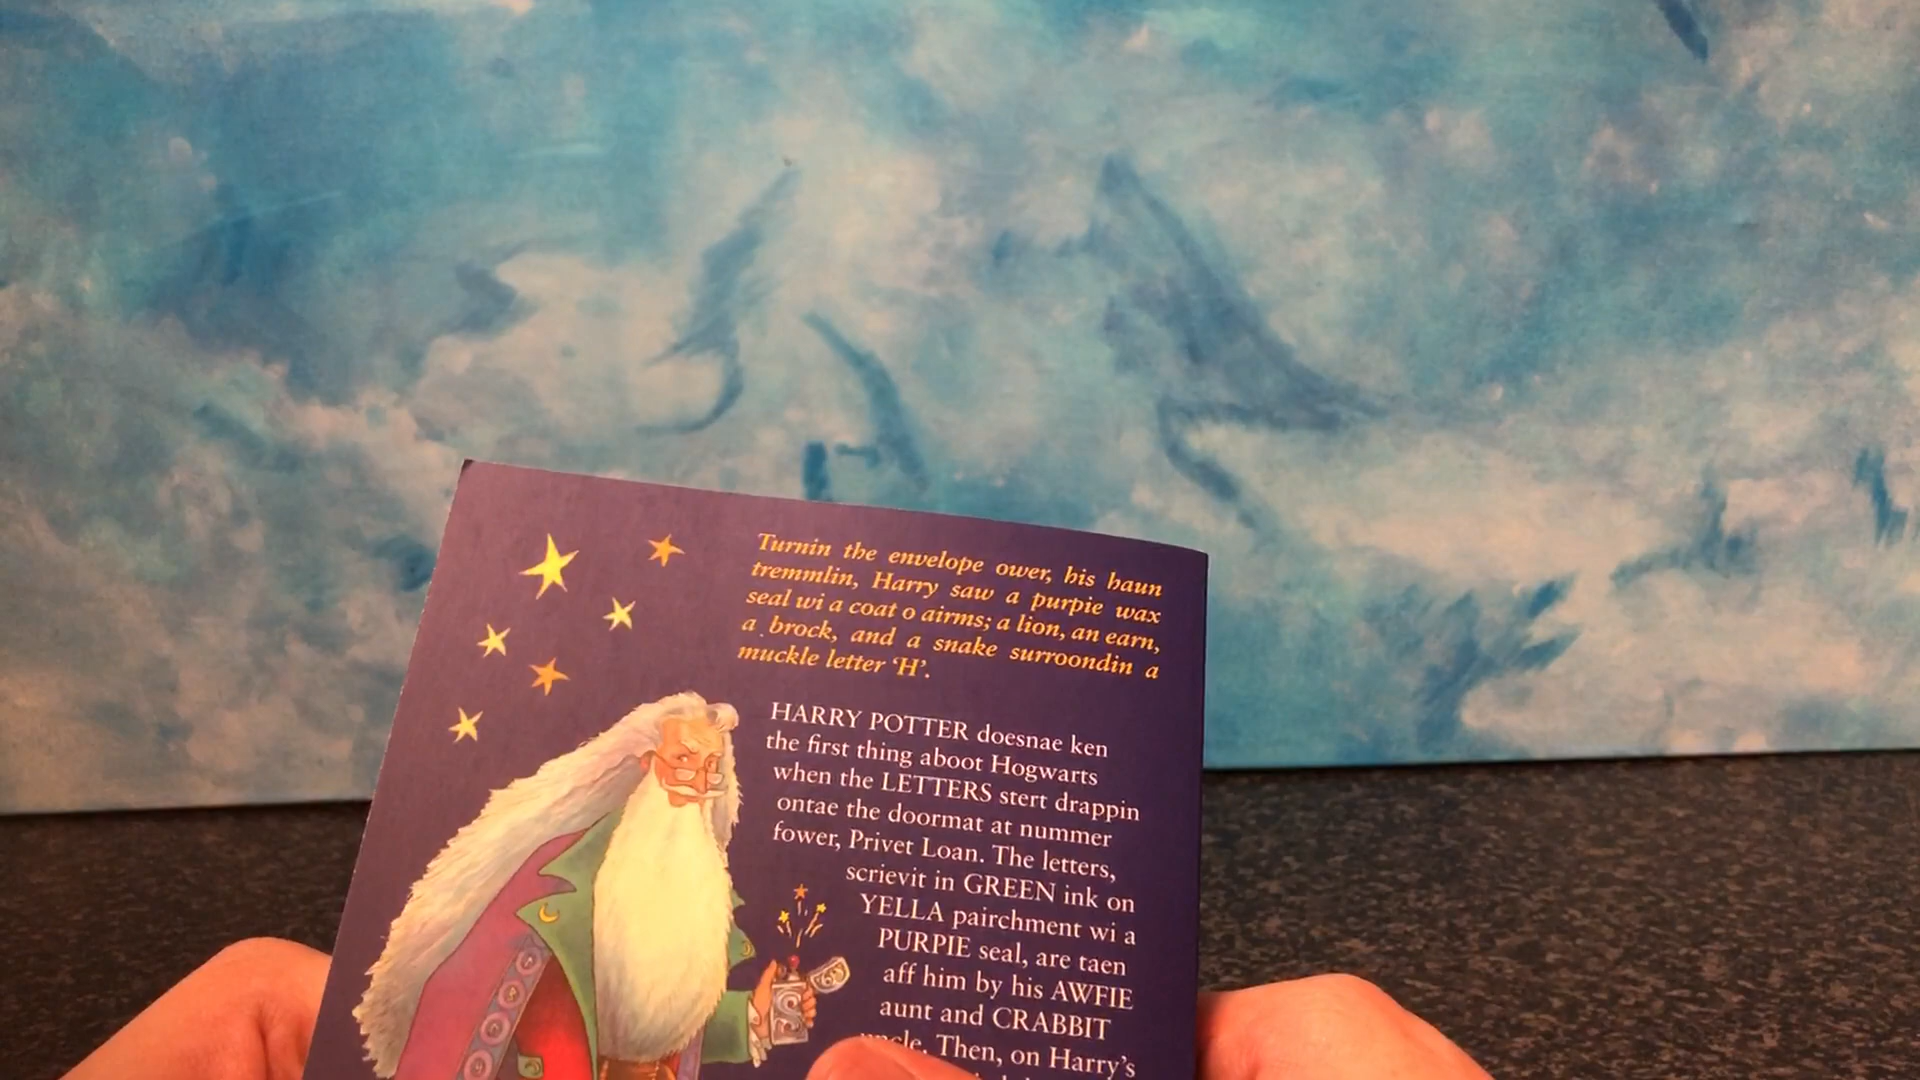 Turnin the envelope ower, his haun
tremmlin, Harry saw a purpie wax
seal wi a coat o airms; a lion, an earn,
a brock, and a snake surroondin a
muckle letter ‘H’.
HARRY POTTER doesnae ken
the first thing aboot Hogwarts
when the LETTERS stert drappin
ontae the doormat at nummer
fower, Privet Loan. The letters,
scrievit in GREEN ink on
YELLA pairchment wi a
PURPIE seal, are taen
aff him by his AWFIE
aunt and CRABBIT
uncle. Then, on Harry’s